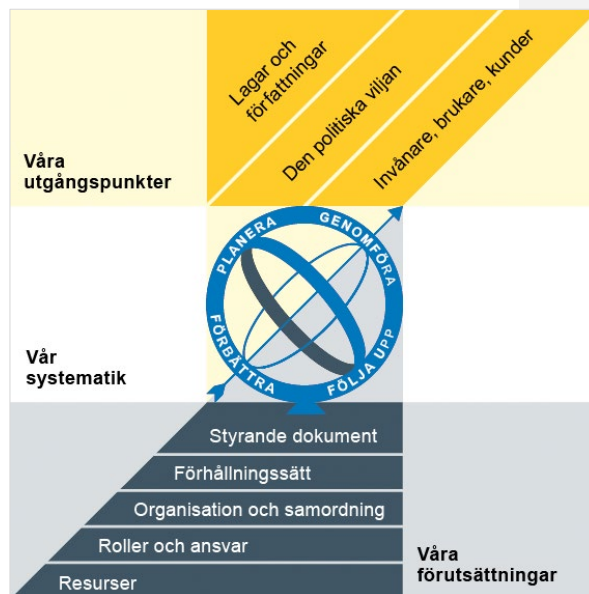 Lagar och
författningar
Den politiska viljan
Invånare, brukare, kunder
Våra
utgångspunkter
PLANERA
GENOMFÖRA
FÖLJA UPP
FÖRBÄTTRA
Vår
systematik
Styrande dokument
Förhållningssätt
Organisation och samordning
Roller och ansvar
Resurser
Våra
förutsättningar